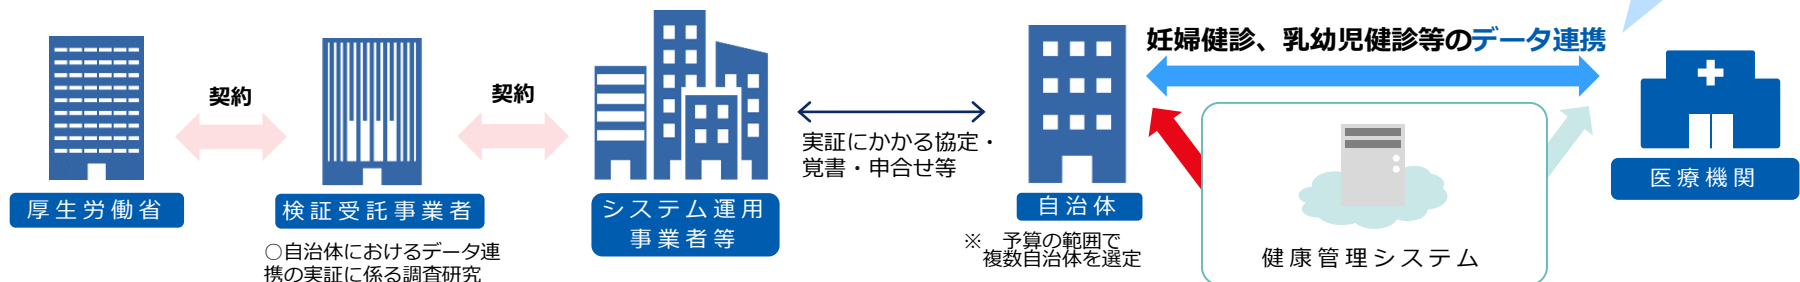 厚生労働省
契約
検証受託事業者
○自治体におけるデータ連
携の実証に係る調査研究
契約
システム運用
事業者等
実証にかかる協定・
覚書・申合せ等
自治体
※ 予算の範囲で
複数自治体を選定
妊婦健診、乳幼児健診等のデータ連携
健康管理システム
医療機関